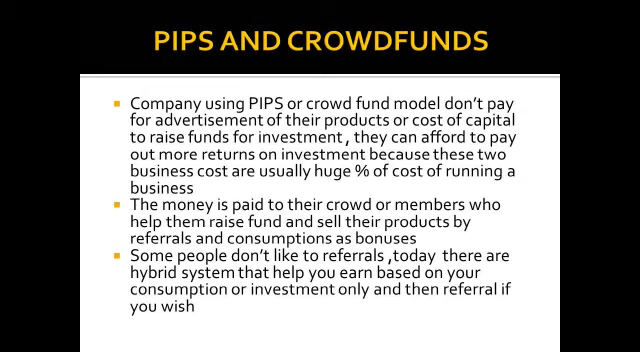 PIPS AND CROWDFUNDS
Company using PIPS or crowd fund model don't pay
for advertisement of their products or cost of capital
to raise funds for investment , they can afford to pay
out more returns on investment because these two
business cost are usually huge % of cost of running a
business
The money is paid to their crowd or members who
help them raise fund and sell their products by
referrals and consumptions as bonuses
Some people don't like to referrals ,today there are
hybrid system that help you earn based on your
consumption or investment only and then referral if
you wish